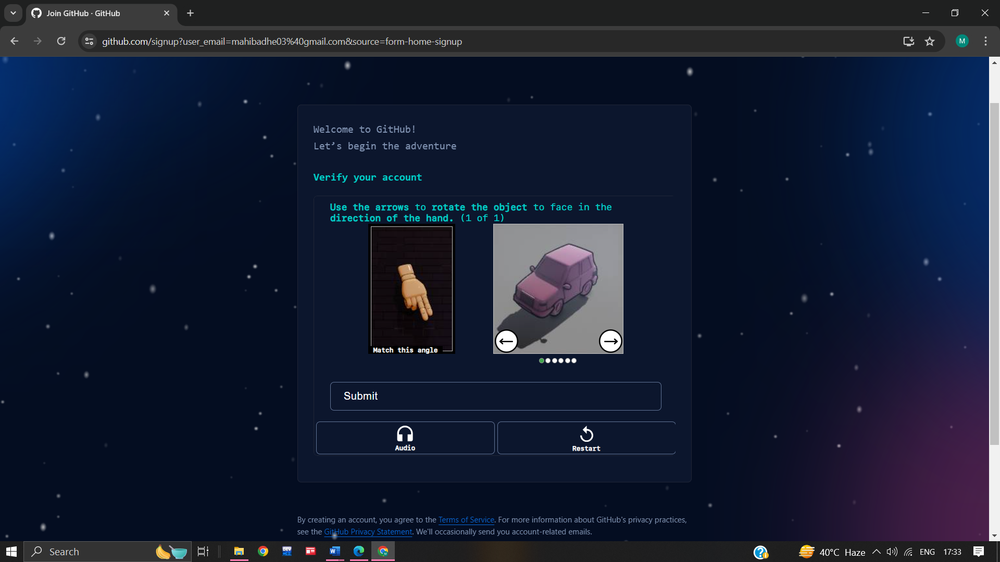 Join GitHub · GitHub
github.com/signup?user_email=mahibadhe03%40gmail.com&source=form-home-signup
M
Welcome to GitHub!
Let’s begin the adventure
Verify your account
Use the arrows to rotate the object to face in the
direction of the hand. (1 of 1)
Match this angle
Submit
Audio
Restart
By creating an account, you agree to the Terms of Service. For more information about GitHub's privacy practices,
see the GitHub Privacy Statement. We'll occasionally send you account-related emails.
Search
DEV
W
40°C Haze
ENG
17:33